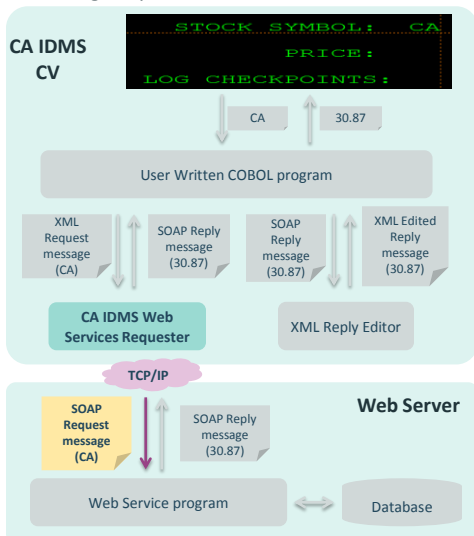 STOCK SYMBOL: CA
CA IDMS
CV
PRICE:
LOG CHECKPOINTS:
CA
30.87
User Written COBOL program
XML
Request
message
(CA)
SOAP Reply
message
(30.87)
SOAP
Reply
message
(30.87)
XML Edited
Reply
message
(30.87)
CA IDMS Web
Services Requester
XML Reply Editor
TCP/IP
Web Server
SOAP
Request
message
(CA)
SOAP Reply
message
(30.87)
Web Service program
Database